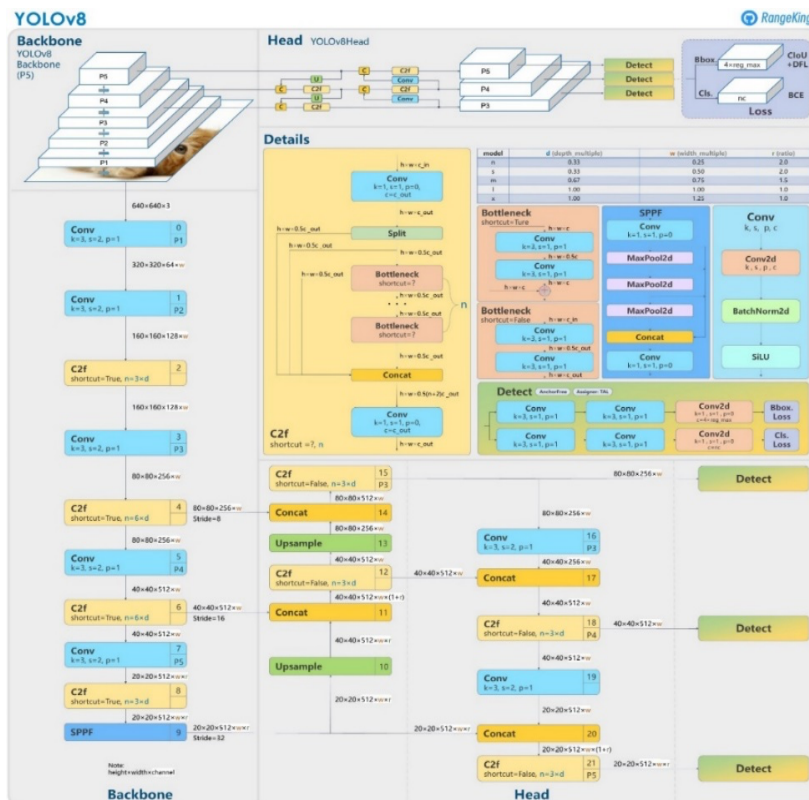 YOLOv8
RangeKing
Backbone
YOLOv8
Backbone
(P5)
P5
P4
P3
P2
P1
Head YOLOv8Head
U
C
C2f
C
C2f
Conv
U
C
C2f
C
C2f
Conv
P5
P4
P3
Detect
Detect
Detect
Bbox.
4×reg_max
CIoU
+DFL
Cls.
nc
BCE
Loss
640×640×3
Conv 0
k=3, s=2, p=1 P1
320×320×64×w
Conv 1
k=3, s=2, p=1 P2
160×160×128×w
C2f 2
shortcut=True, n=3×d
160×160×128×w
Conv 3
k=3, s=2, p=1 P3
80×80×256×w
C2f 4
shortcut=True, n=6×d
80×80×256×w
Stride=8
80×80×256×w
Conv 5
k=3, s=2, p=1 P4
40×40×512×w
C2f 6
shortcut=True, n=6×d
40×40×512×w
Stride=16
40×40×512×w
Conv 7
k=3, s=2, p=1 P5
20×20×512×w×r
C2f 8
shortcut=True, n=3×d
20×20×512×w×r
SPPF 9
20×20×512×w×r
Stride=32
Note:
height×width×channel
Backbone
Details
h×w×c_in
Conv
k=1, s=1, p=0,
c=c_out
h×w×c_out
Split
h×w×0.5c_out
h×w×0.5c_out
h×w×0.5c_out
h×w×0.5c_out
Bottleneck
shortcut=?
h×w×0.5c_out
. . .
h×w×0.5c_out
Bottleneck
shortcut=?
n
h×w×0.5c_out
Concat
h×w×0.5(n+2)c_out
Conv
k=1, s=1, p=0,
c=c_out
h×w×c_out
C2f
shortcut =?, n
model d (depth_multiple) w (width_multiple) r (ratio)
n 0.33 0.25 2.0
s 0.33 0.50 2.0
m 0.67 0.75 1.5
l 1.00 1.00 1.0
x 1.00 1.25 1.0
Bottleneck
shortcut=Ture
h×w×c
Conv
k=3, s=1, p=1
h×w×0.5c
Conv
k=3, s=1, p=1
h×w×c
h×w×c
Bottleneck
shortcut=False
h×w×c_in
Conv
k=3, s=1, p=1
h×w×0.5c_out
Conv
k=3, s=1, p=1
h×w×c_out
SPPF
Conv
k=1, s=1, p=0
MaxPool2d
MaxPool2d
MaxPool2d
Concat
Conv
k=1, s=1, p=0
Conv
k, s, p, c
Conv2d
k, s, p, c
BatchNorm2d
SiLU
Detect Anchor-Free Assigner: TAL
Conv
k=3, s=1, p=1
Conv
k=3, s=1, p=1
Conv2d
k=1, s=1, p=0
c=4×reg_max
Bbox.
Loss
Conv
k=3, s=1, p=1
Conv
k=3, s=1, p=1
Conv2d
k=1, s=1, p=0
c=nc
Cls.
Loss
C2f 15
shortcut=False, n=3×d P3
80×80×256×w
Detect
80×80×512×w
Concat 14
80×80×256×w
Upsample 13
40×40×512×w
C2f 12
shortcut=False, n=3×d
40×40×512×w
40×40×512×w×(1+r)
Concat 11
40×40×512×w×r
Upsample 10
20×20×512×w×r
80×80×256×w
Conv 16
k=3, s=2, p=1 P3
40×40×256×w
Concat 17
40×40×512×w
C2f 18
shortcut=False, n=3×d P4
40×40×512×w
Detect
40×40×512×w
Conv 19
k=3, s=2, p=1
20×20×512×w
20×20×512×w×r
Concat 20
20×20×512×w×(1+r)
C2f 21
shortcut=False, n=3×d P5
20×20×512×w×r
Detect
Head